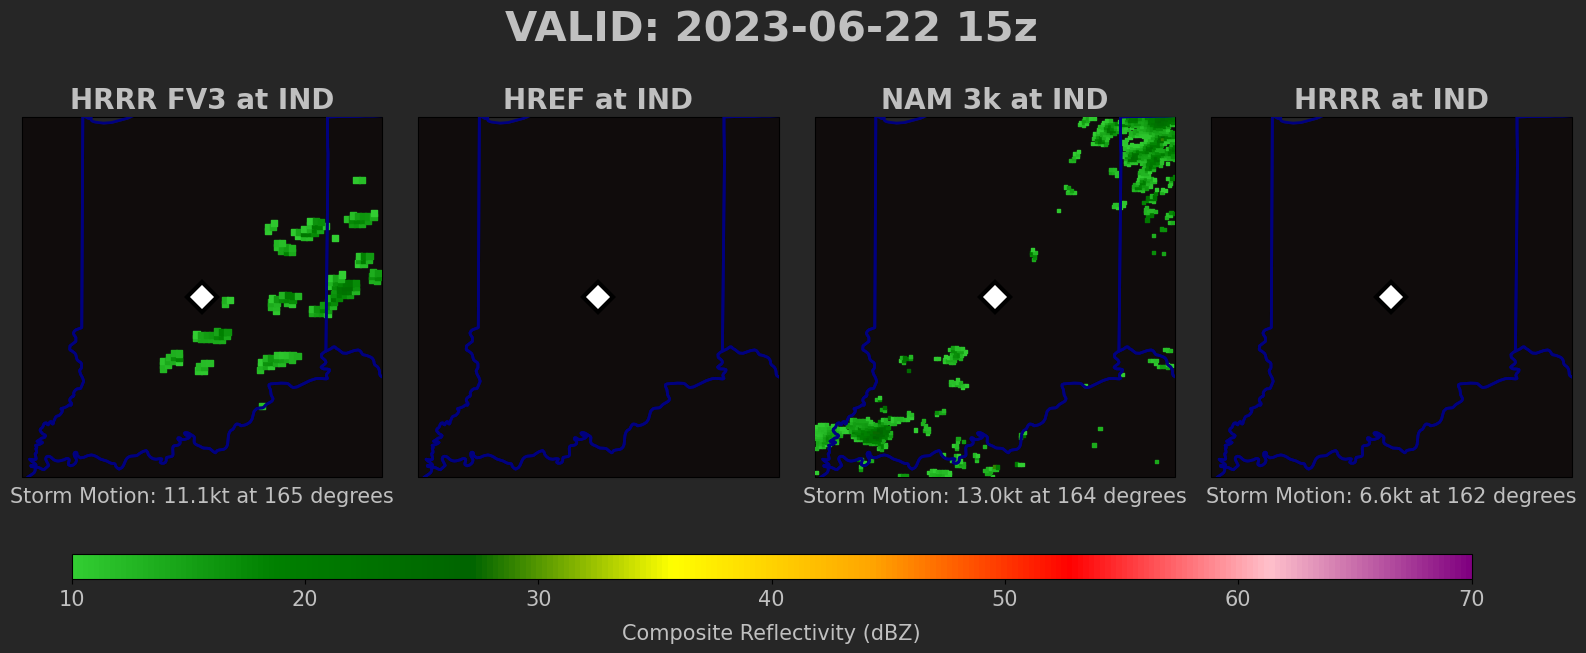 VALID: 2023-06-22 15z
HRRR FV3 at IND
HREF at IND
NAM 3k at IND
HRRR at IND
Storm Motion: 11.1kt at 165 degrees
Storm Motion: 13.0kt at 164 degrees
Storm Motion: 6.6kt at 162 degrees
10 20 30 40 50 60 70
Composite Reflectivity (dBZ)